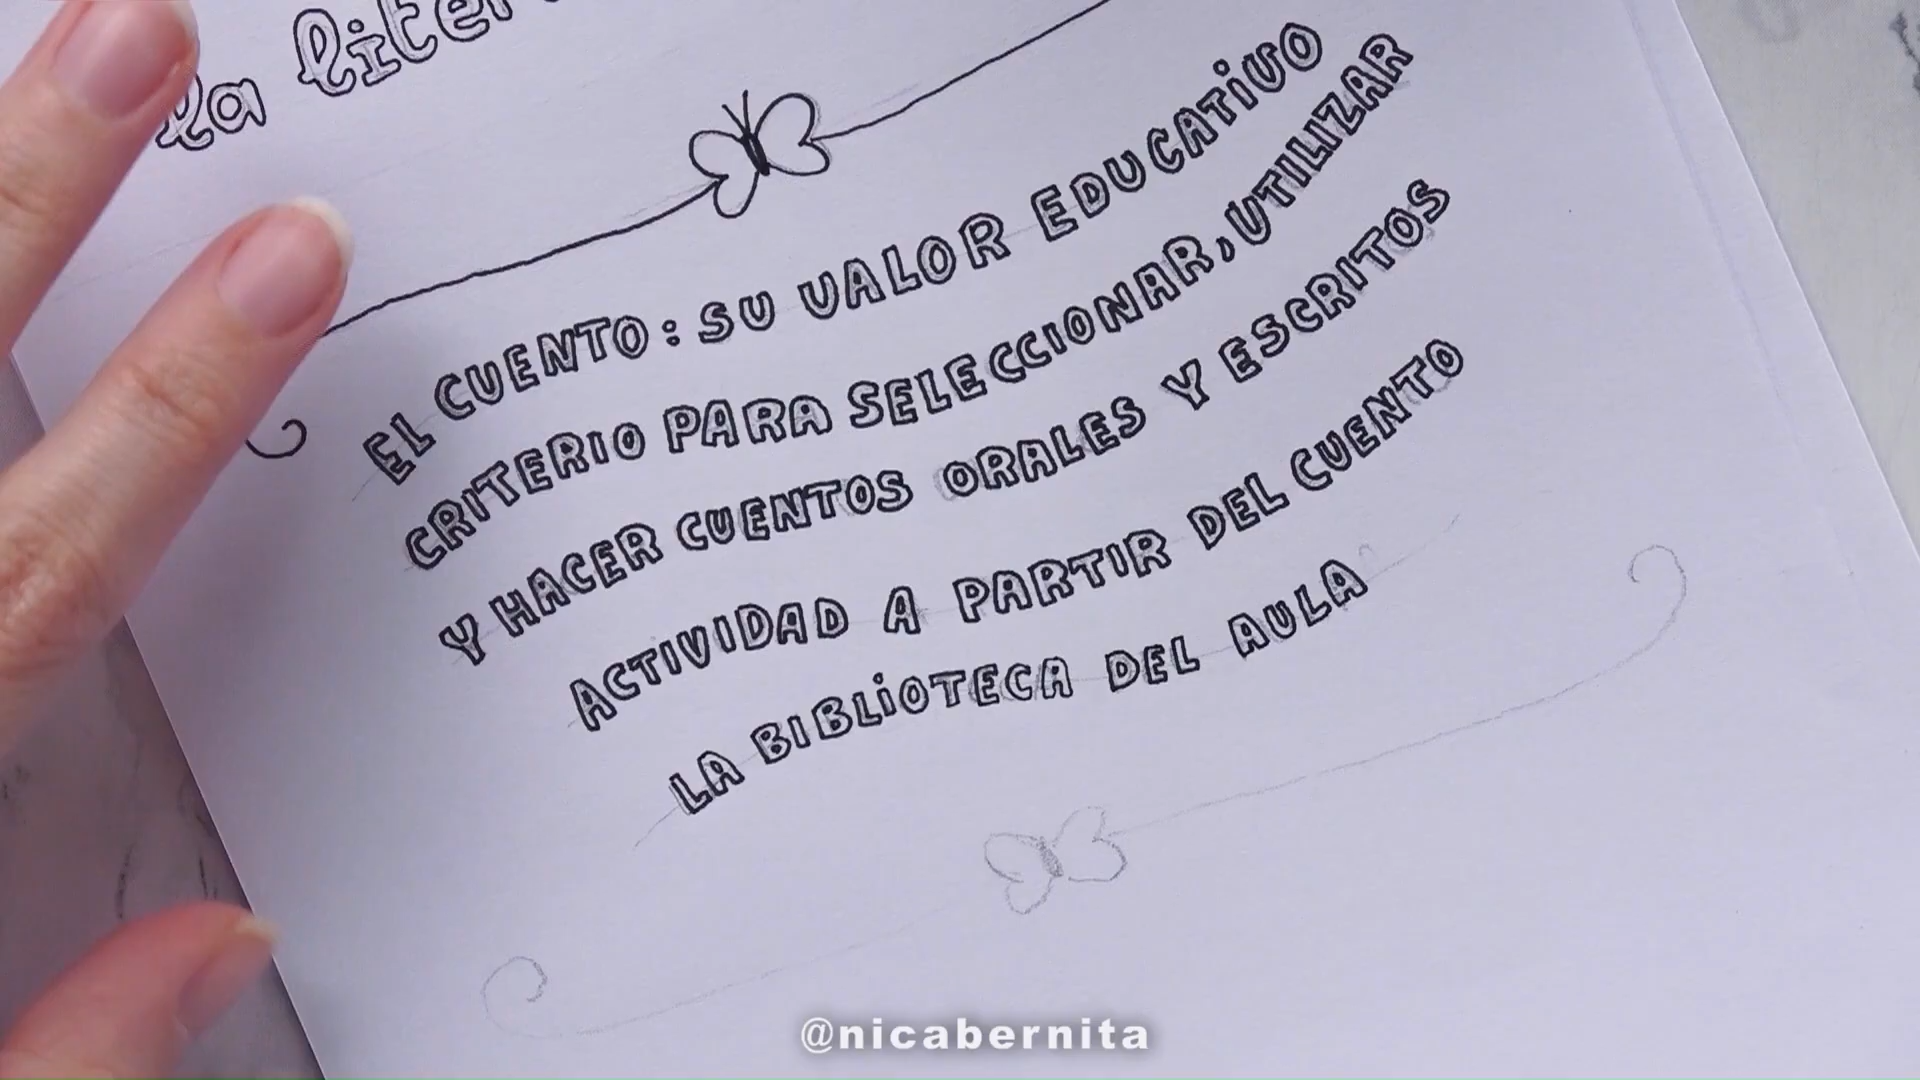 la
EL CUENTO: SU VALOR EDUCATIVO
CRITERIO PARA SELECCIONAR, UTILIZAR
Y HACER CUENTOS ORALES Y ESCRITOS
ACTIVIDAD A PARTIR DEL CUENTO
LA BIBLIOTECA DEL AULA
@nicabernita